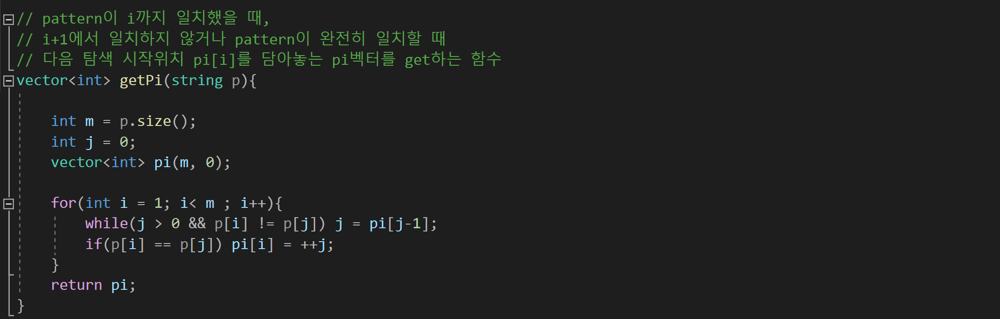 // pattern이 i까지 일치했을 때,
// i+1에서 일치하지 않거나 pattern이 완전히 일치할 때
// 다음 탐색 시작위치 pi[i]를 담아놓는 pi벡터를 get하는 함수
vector<int> getPi(string p){
int m = p.size();
int j = 0;
vector<int> pi(m, 0);
for(int i = 1; i< m ; i++){
while(j > 0 && p[i] != p[j]) j = pi[j-1];
if(p[i] == p[j]) pi[i] = ++j;
}
return pi;
}